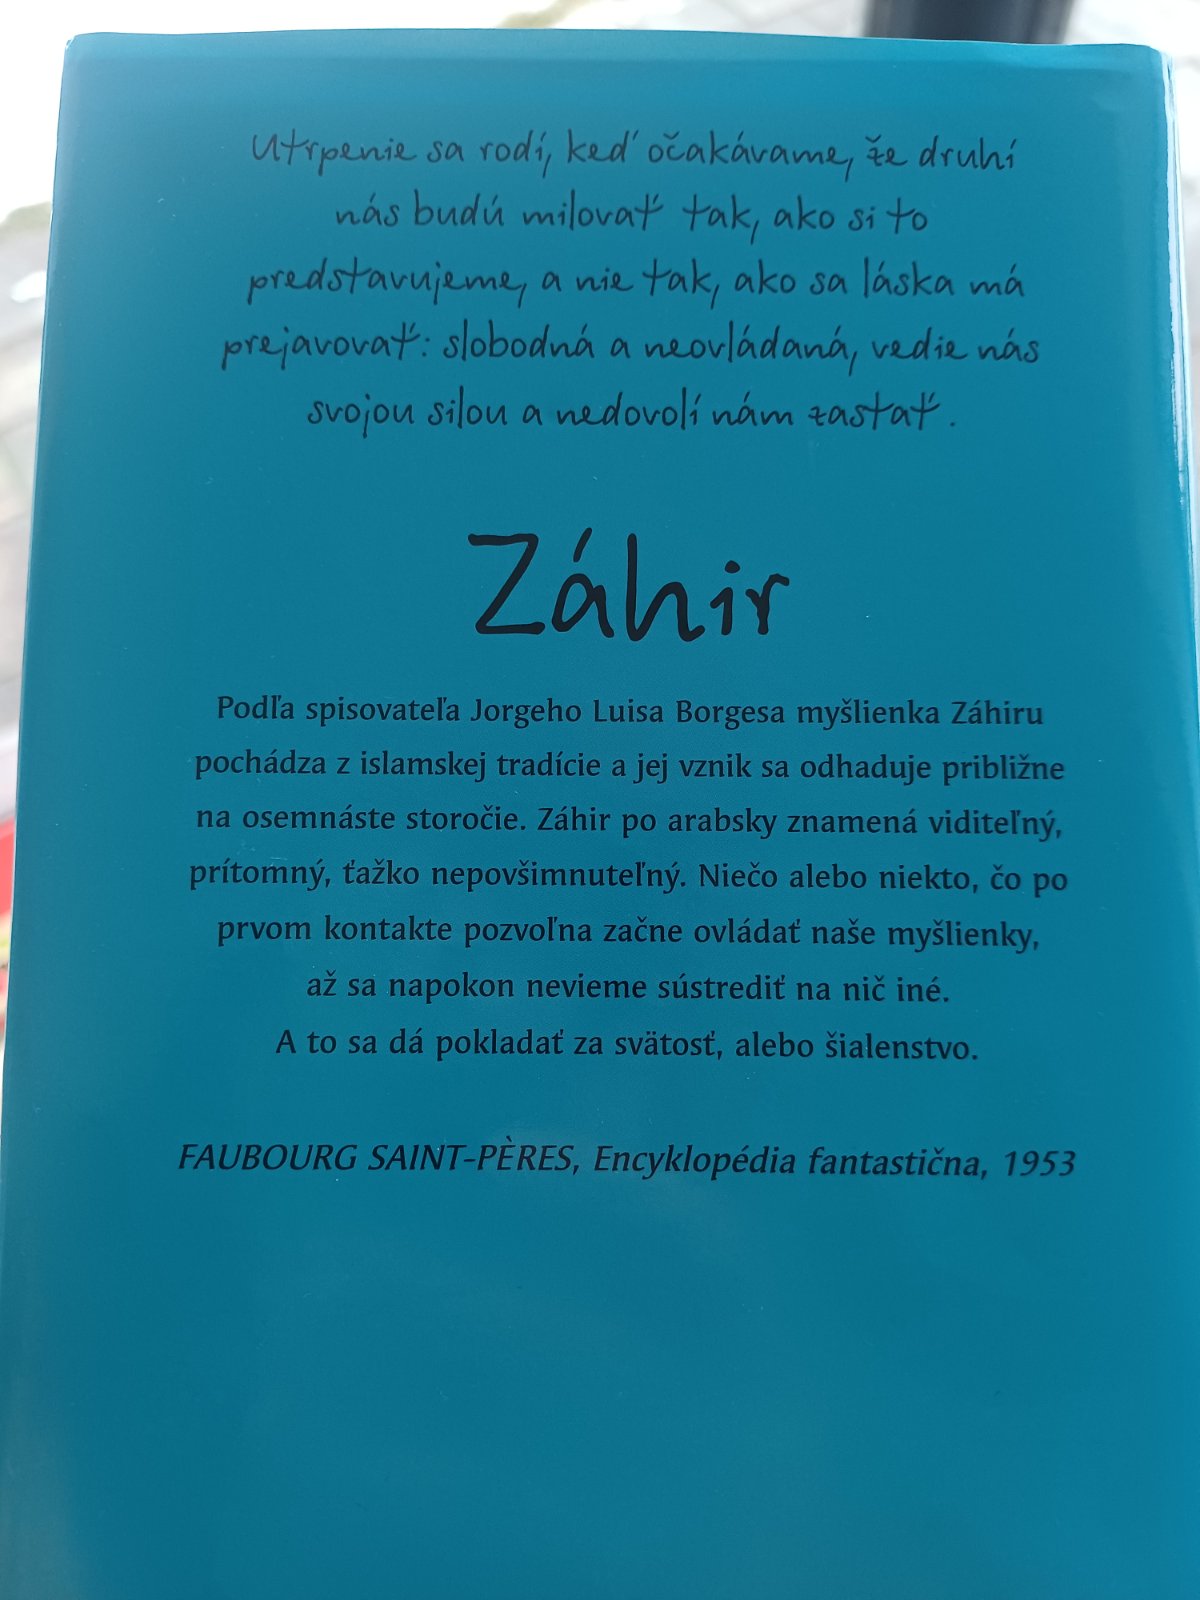 Utrpenie sa rodí, keď očakávame, že druhí
nás budú milovať tak, ako si to
predstavujeme, a nie tak, ako sa láska má
prejavovať: slobodná a neovládaná, vedie nás
svojou silou a nedovolí nám zastať.
Záhir
Podľa spisovateľa Jorgeho Luisa Borgesa myšlienka Záhiru
pochádza z islamskej tradície a jej vznik sa odhaduje približne
na osemnáste storočie. Záhir po arabsky znamená viditeľný,
prítomný, ťažko nepovšimnuteľný. Niečo alebo niekto, čo po
prvom kontakte pozvoľna začne ovládať naše myšlienky,
až sa napokon nevieme sústrediť na nič iné.
A to sa dá pokladať za svätosť, alebo šialenstvo.
FAUBOURG SAINT-PÈRES, Encyklopédia fantastična, 1953